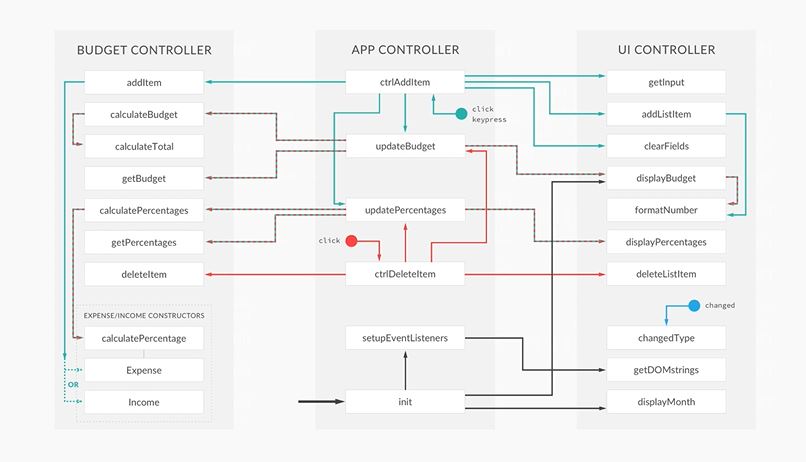 BUDGET CONTROLLER
addItem
calculateBudget
calculateTotal
getBudget
calculatePercentages
getPercentages
deleteItem
EXPENSE/INCOME CONSTRUCTORS
calculatePercentage
Expense
OR
Income
APP CONTROLLER
ctrlAddItem
click
keypress
updateBudget
updatePercentages
click
ctrlDeleteItem
setupEventListeners
init
UI CONTROLLER
getInput
addListItem
clearFields
displayBudget
formatNumber
displayPercentages
deleteListItem
changed
changedType
getDOMstrings
displayMonth